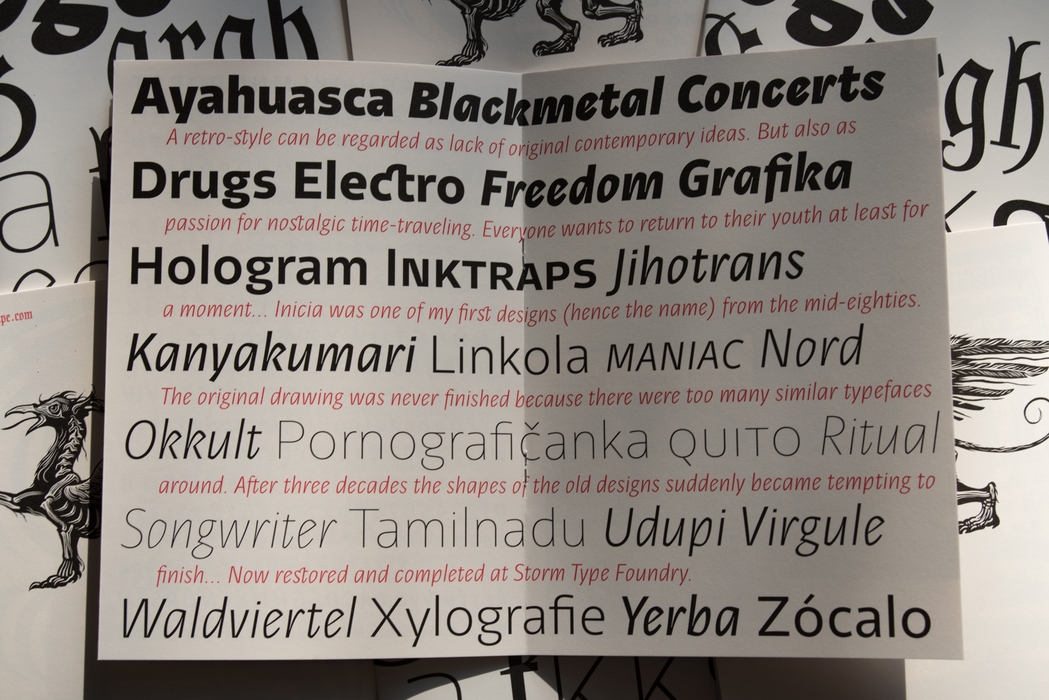 Ayahuasca Blackmetal Concerts
A retro-style can be regarded as lack of original contemporary ideas. But also as
Drugs Electro Freedom Grafika
passion for nostalgic time-traveling. Everyone wants to return to their youth at least for
Hologram INKTRAPS Jihotrans
a moment... Inicia was one of my first designs (hence the name) from the mid-eighties.
Kanyakumari Linkola MANIAC Nord
The original drawing was never finished because there were too many similar typefaces
Okkult Pornografičanka QUITO Ritual
around. After three decades the shapes of the old designs suddenly became tempting to
Songwriter Tamilnadu Udupi Virgule
finish... Now restored and completed at Storm Type Foundry.
Waldviertel Xylografie Yerba Zócalo